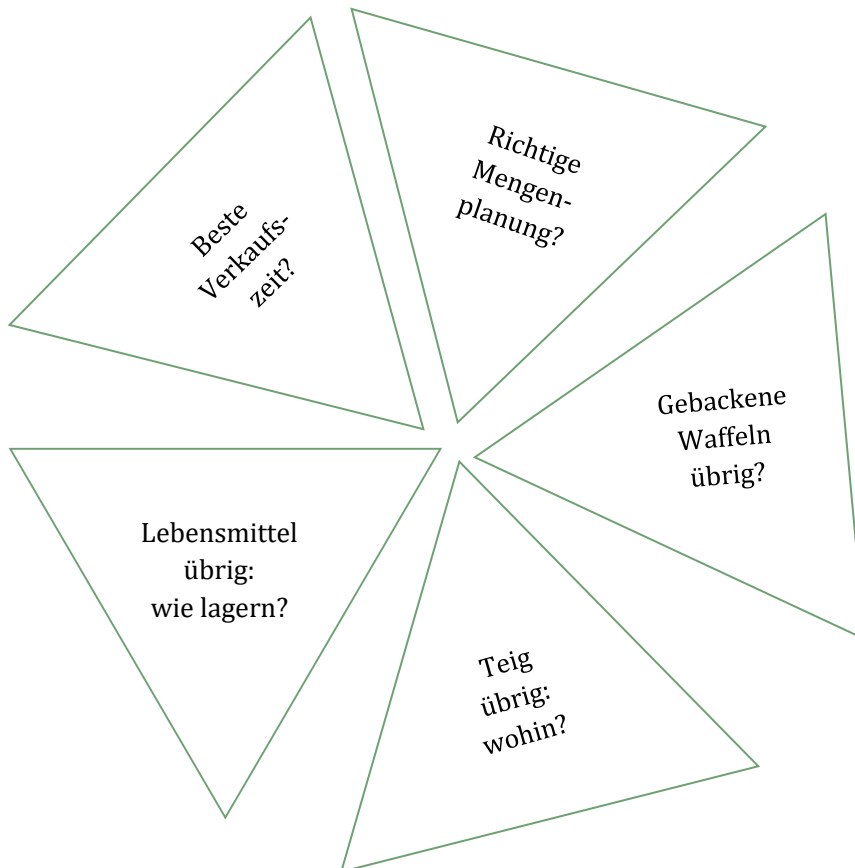 Beste
Verkaufs-
zeit?
Richtige
Mengen-
planung?
Gebackene
Waffeln
übrig?
Lebensmittel
übrig:
wie lagern?
Teig
übrig:
wohin?